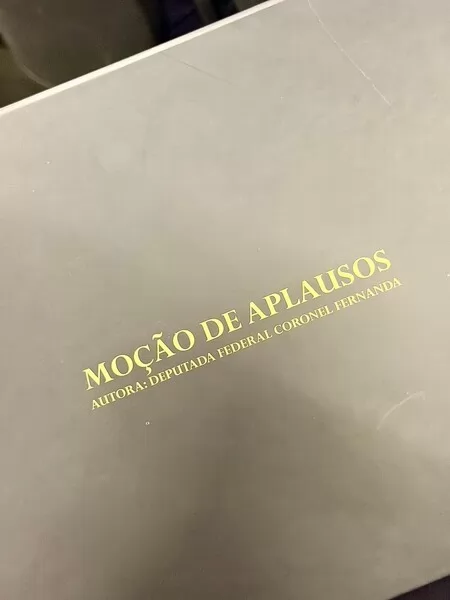 MOÇÃO DE APLAUSOS
AUTORA: DEPUTADA FEDERAL CORONEL FERNANDA